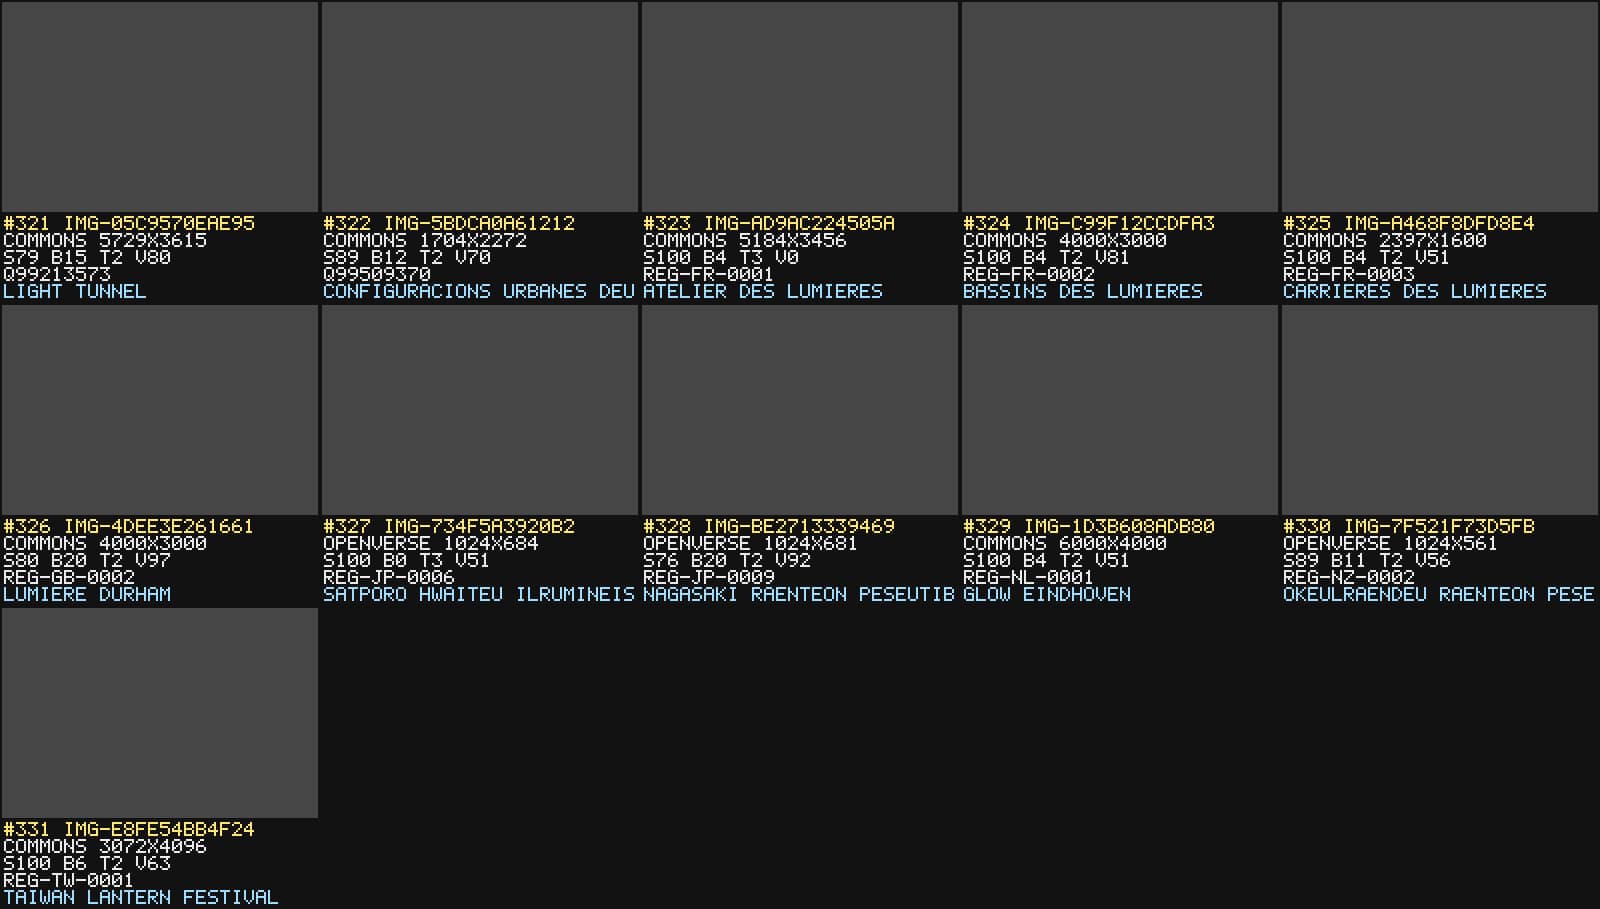 #321 IMG-05C9570EAE95
COMMONS 5729X3615
S79 B15 T2 V80
Q99213573
LIGHT TUNNEL
#322 IMG-5BDCA0A61212
COMMONS 1704X2272
S89 B12 T2 V70
Q99509370
CONFIGURACIONS URBANES DEU
#323 IMG-AD9AC224505A
COMMONS 5184X3456
S100 B4 T3 V0
REG-FR-0001
ATELIER DES LUMIERES
#324 IMG-C99F12CCDFA3
COMMONS 4000X3000
S100 B4 T2 V81
REG-FR-0002
BASSINS DES LUMIERES
#325 IMG-A468F8DFD8E4
COMMONS 2397X1600
S100 B4 T2 V51
REG-FR-0003
CARRIERES DES LUMIERES
#326 IMG-4DEE3E261661
COMMONS 4000X3000
S80 B20 T2 V97
REG-GB-0002
LUMIERE DURHAM
#327 IMG-734F5A3920B2
OPENVERSE 1024X684
S100 B0 T3 V51
REG-JP-0006
SATPORO HWAITEU ILRUMINEIS
#328 IMG-BE2713339469
OPENVERSE 1024X681
S76 B20 T2 V92
REG-JP-0009
NAGASAKI RAENTEON PESEUTIB
#329 IMG-1D3B608ADB80
COMMONS 6000X4000
S100 B4 T2 V51
REG-NL-0001
GLOW EINDHOVEN
#330 IMG-7F521F73D5FB
OPENVERSE 1024X561
S89 B11 T2 V56
REG-NZ-0002
OKEULRAENDEU RAENTEON PESE
#331 IMG-E8FE54BB4F24
COMMONS 3072X4096
S100 B6 T2 V63
REG-TW-0001
TAIWAN LANTERN FESTIVAL